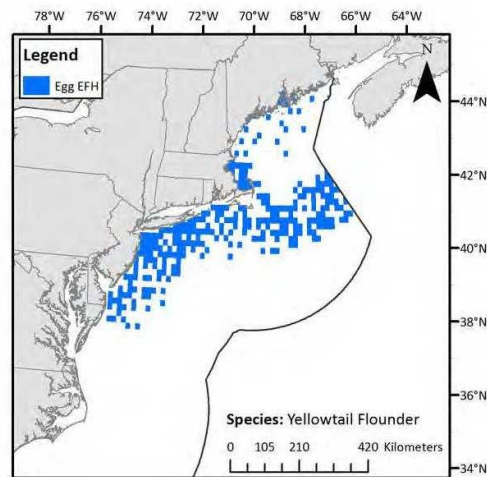 78°W 76°W 74°W 72°W 70°W 68°W 66°W 64°W
Legend
Egg EFH
N
44°N
42°N
40°N
38°N
36°N
34°N
Species: Yellowtail Flounder
0 105 210 420 Kilometers